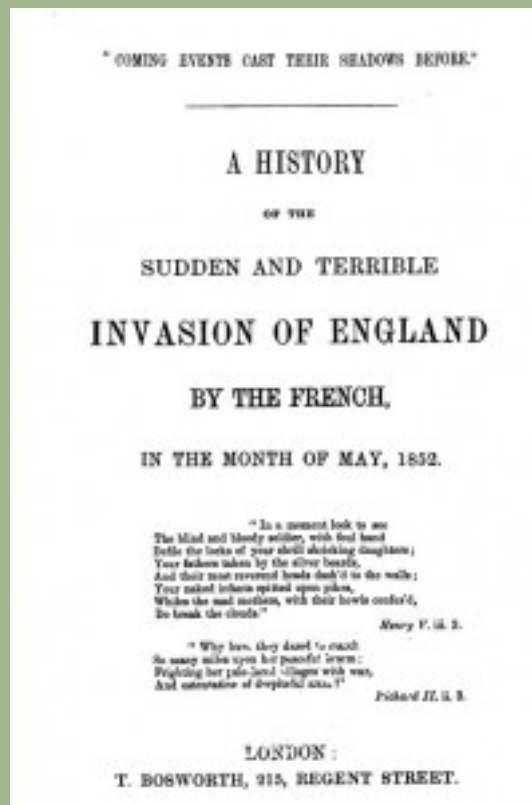 "COMING EVENTS CAST THEIR SHADOWS BEFORE."
A HISTORY
OF THE
SUDDEN AND TERRIBLE
INVASION OF ENGLAND
BY THE FRENCH,
IN THE MONTH OF MAY, 1852.
"In a moment look to see
The blind and bloody soldier, with foul hand
Defile the locks of your shrill shrieking daughters;
Your fathers taken by the silver beards,
And their most reverend heads dash'd to the walls;
Your naked infants spitted upon pikes,
Whiles the mad mothers, with their howls confus'd,
Do break the clouds."
Henry V. iii. 3.
"Why have they dared to march
So many miles upon her peaceful bosom;
Frighting her pale-faced villages with war,
And ostentation of despiteful arms?"
Richard II. ii. 3.
LONDON:
T. BOSWORTH, 215, REGENT STREET.